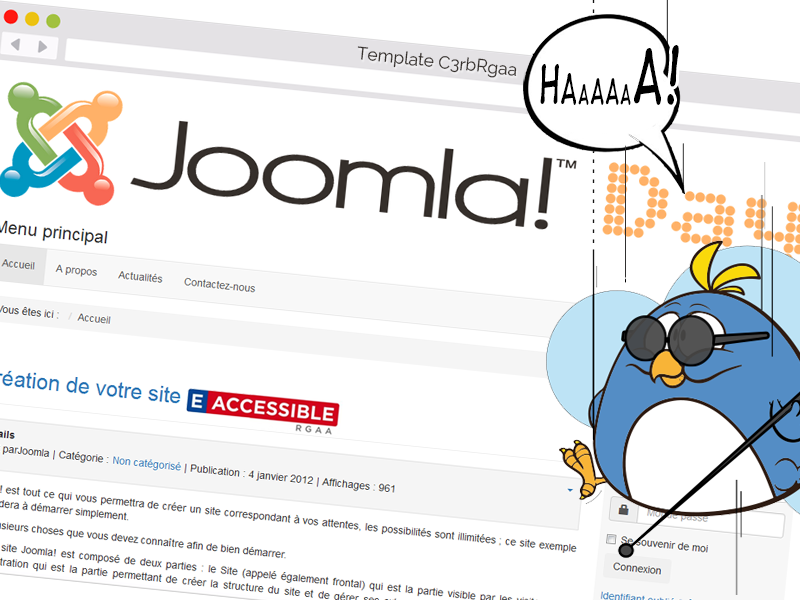 Template C3rbRgaa
HAAAAAA!
Joomla!™
Day
Menu principal
Accueil A propos Actualités Contactez-nous
Vous êtes ici : / Accueil
réation de votre site E ACCESSIBLE
RGAA
ails
parJoomla | Catégorie : Non catégorisé | Publication : 4 janvier 2012 | Affichages : 961
! est tout ce qui vous permettra de créer un site correspondant à vos attentes, les possibilités sont illimitées ; ce site exemple
dera à démarrer simplement.
usieurs choses que vous devez connaître afin de bien démarrer.
site Joomla! est composé de deux parties : le Site (appelé également frontal) qui est la partie visible par les
tration qui est la partie permettant de créer la structure du site et de gérer ses
Mot de passe
Se souvenir de moi
Connexion
Identifiant